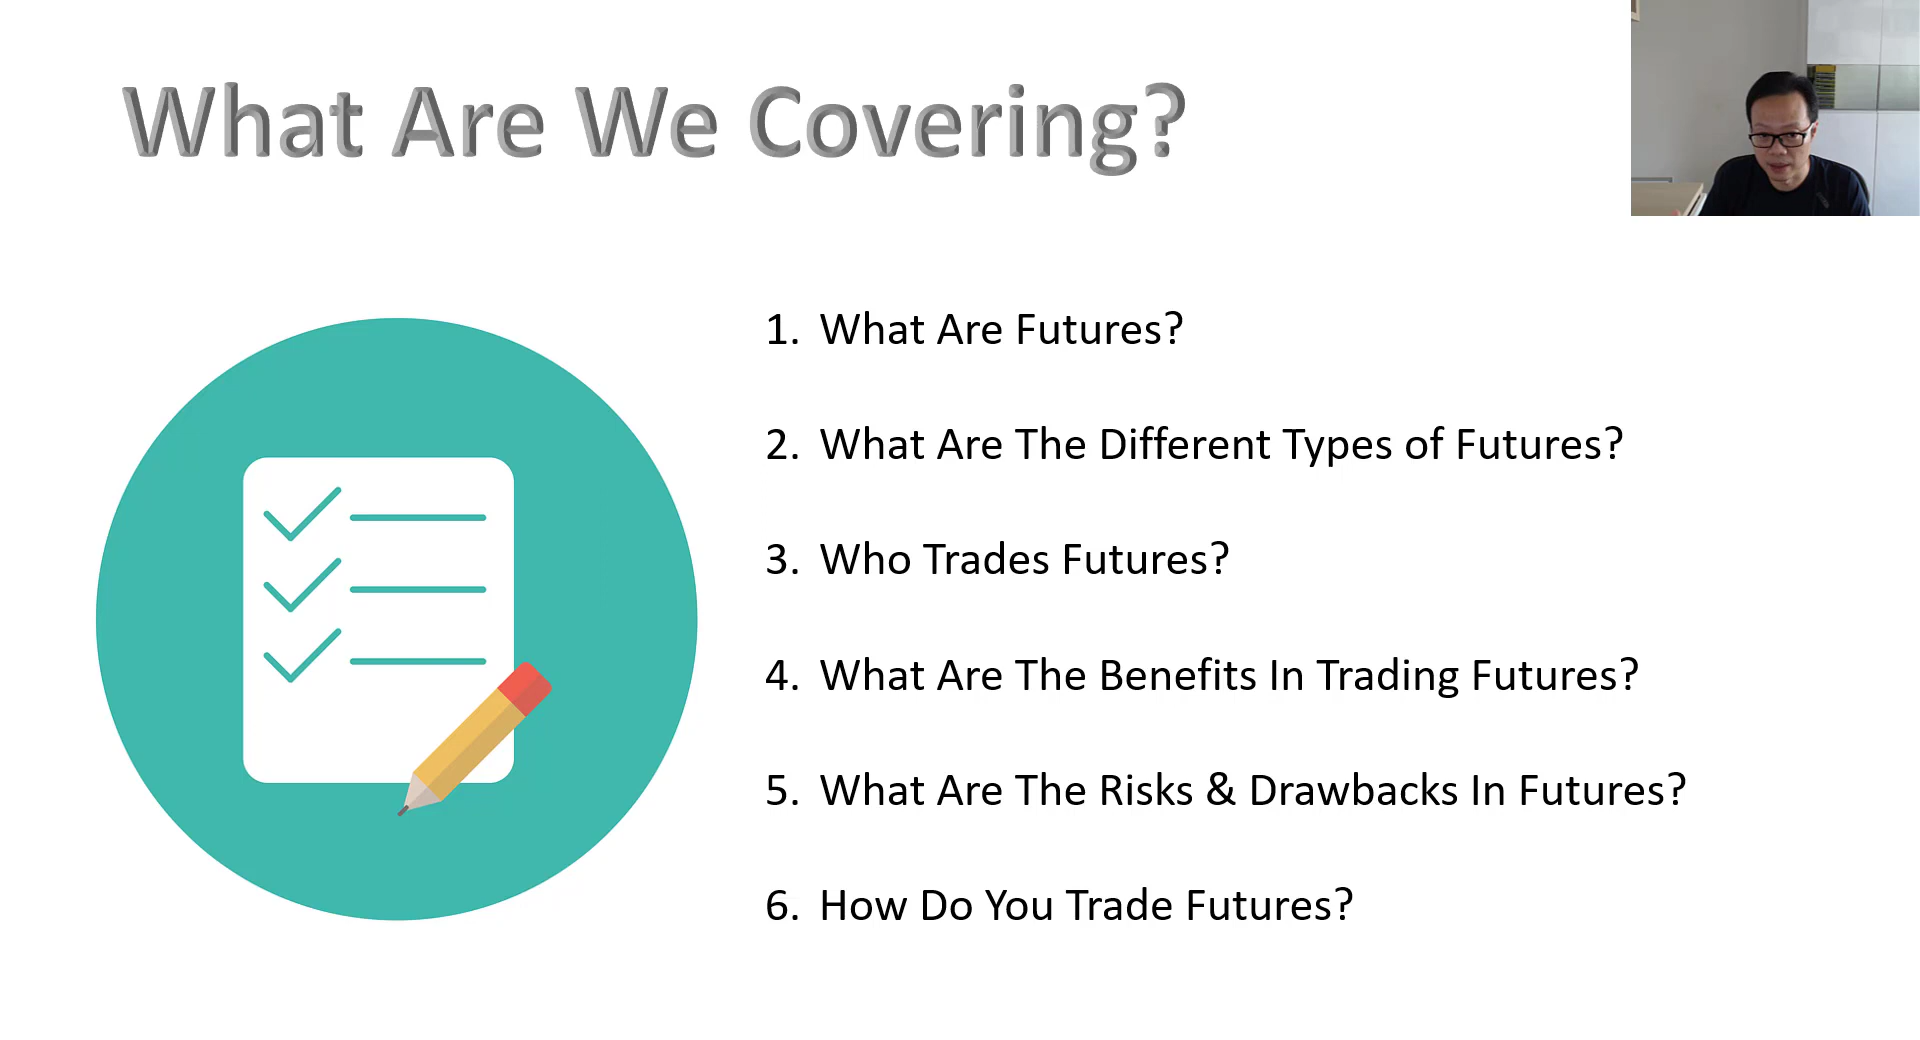 What Are We Covering?
1. What Are Futures?
2. What Are The Different Types of Futures?
3. Who Trades Futures?
4. What Are The Benefits In Trading Futures?
5. What Are The Risks & Drawbacks In Futures?
6. How Do You Trade Futures?